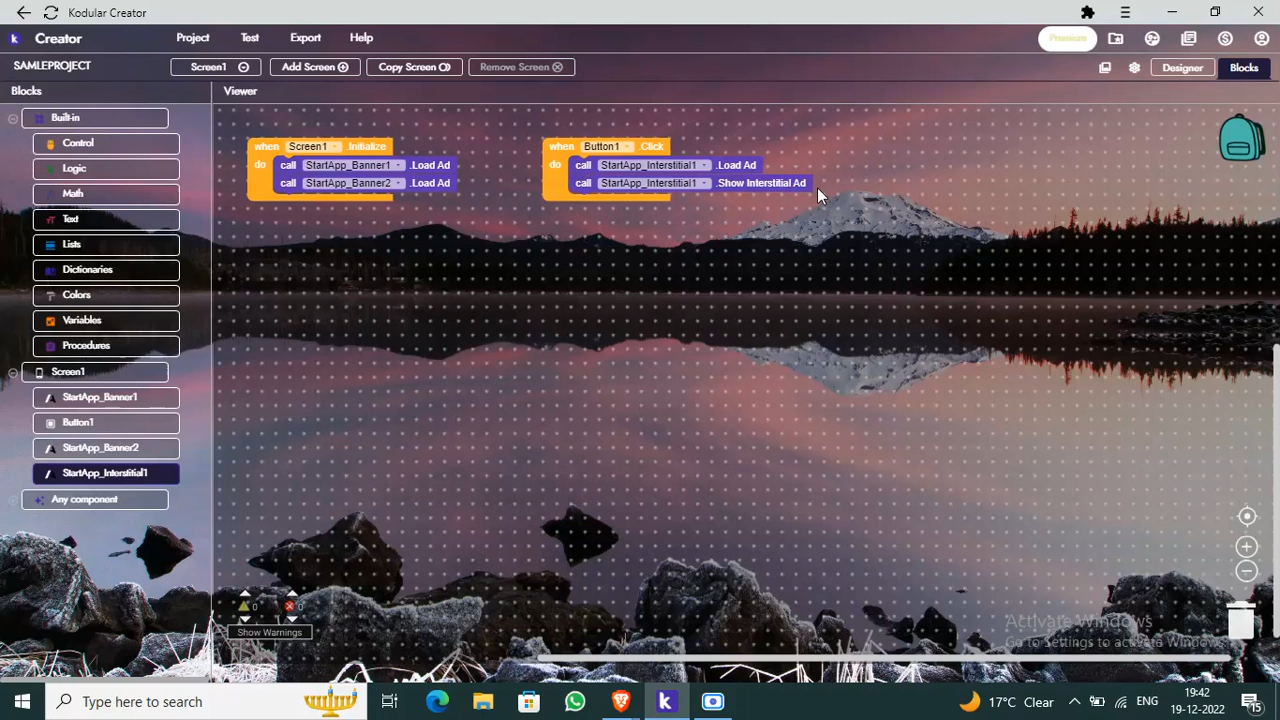 Kodular Creator
Creator
Project
Test
Export
Help
Premium
SAMLEPROJECT
Screen1
Add Screen
Copy Screen
Remove Screen
Designer
Blocks
Blocks
Viewer
Built-in
Control
Logic
Math
Text
Lists
Dictionaries
Colors
Variables
Procedures
Screen1
StartApp_Banner1
Button1
StartApp_Banner2
StartApp_Interstitial1
Any component
when Screen1 .Initialize
do call StartApp_Banner1 .Load Ad
call StartApp_Banner2 .Load Ad
when Button1 .Click
do call StartApp_Interstitial1 .Load Ad
call StartApp_Interstitial1 .Show Interstitial Ad
0 0
Show Warnings
Activate Windows
Go to Settings to activate Windows.
Type here to search
17°C Clear
ENG
19:42
19-12-2022
15